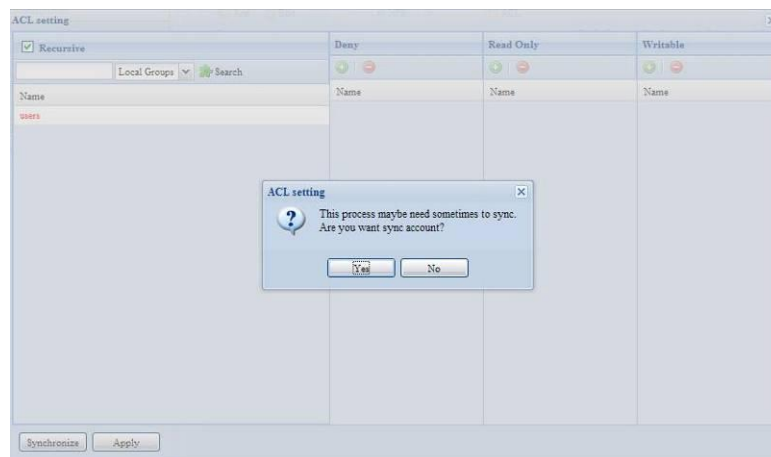 ACL setting
Recursive
Deny
Read Only
Writable
Local Groups
Search
Name
Name
Name
Name
users
ACL setting
This process maybe need sometimes to sync.
Are you want sync account?
Yes
No
Synchronize
Apply